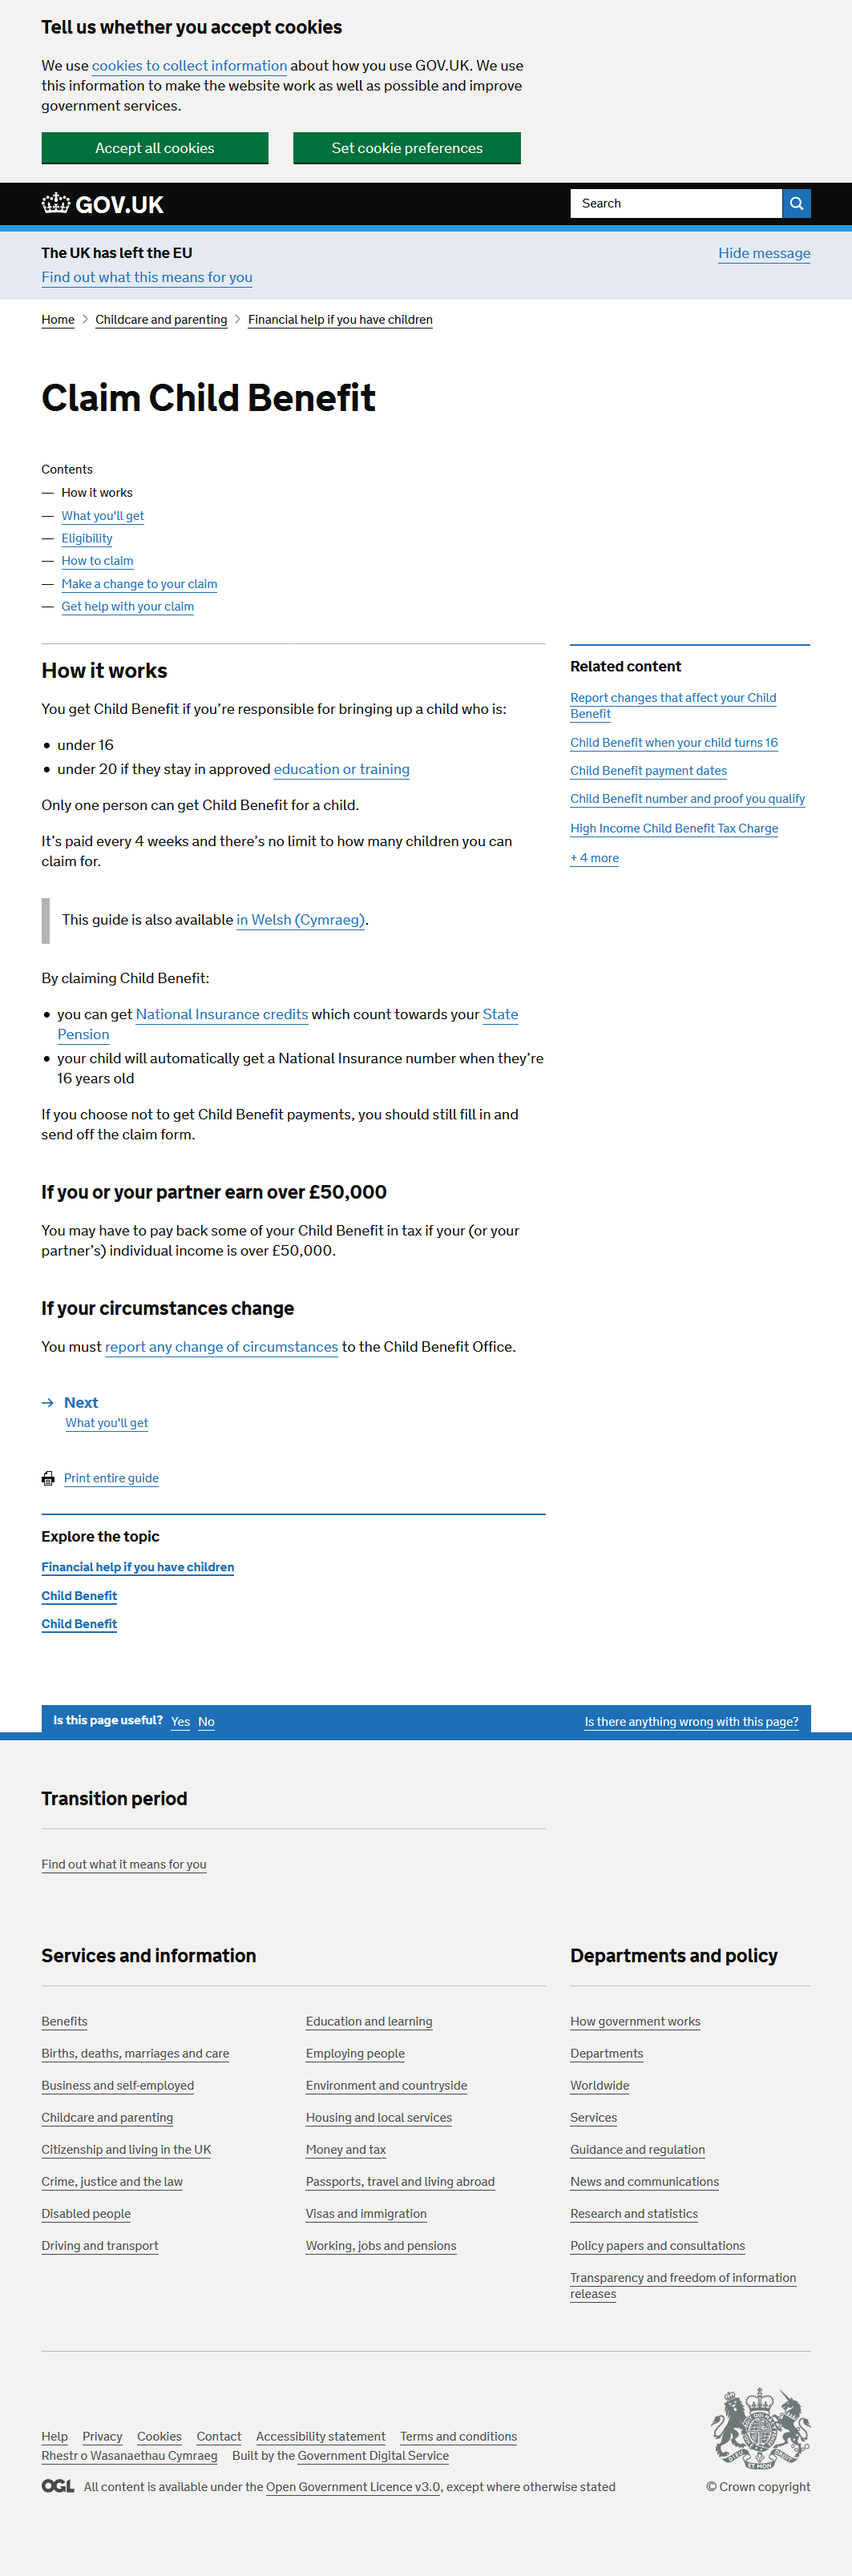 Tell us whether you accept cookies
We use cookies to collect information about how you use GOV.UK. We use
this information to make the website work as well as possible and improve
government services.
Accept all cookies
Set cookie preferences
GOV.UK
Search
The UK has left the EU
Hide message
Find out what this means for you
Home
Childcare and parenting
Financial help if you have children
Claim Child Benefit
Contents
— How it works
— What you'll get
— Eligibility
— How to claim
— Make a change to your claim
— Get help with your claim
How it works
You get Child Benefit if you’re responsible for bringing up a child who is:
• under 16
• under 20 if they stay in approved education or training
Only one person can get Child Benefit for a child.
It’s paid every 4 weeks and there’s no limit to how many children you can
claim for.
This guide is also available in Welsh (Cymraeg).
By claiming Child Benefit:
• you can get National Insurance credits which count towards your State
Pension
• your child will automatically get a National Insurance number when they’re
16 years old
If you choose not to get Child Benefit payments, you should still fill in and
send off the claim form.
If you or your partner earn over £50,000
You may have to pay back some of your Child Benefit in tax if your (or your
partner’s) individual income is over £50,000.
If your circumstances change
You must report any change of circumstances to the Child Benefit Office.
Next
What you'll get
Print entire guide
Related content
Report changes that affect your Child
Benefit
Child Benefit when your child turns 16
Child Benefit payment dates
Child Benefit number and proof you qualify
High Income Child Benefit Tax Charge
+ 4 more
Explore the topic
Financial help if you have children
Child Benefit
Child Benefit
Is this page useful? Yes No
Is there anything wrong with this page?
Transition period
Find out what it means for you
Services and information
Benefits
Births, deaths, marriages and care
Business and self-employed
Childcare and parenting
Citizenship and living in the UK
Crime, justice and the law
Disabled people
Driving and transport
Education and learning
Employing people
Environment and countryside
Housing and local services
Money and tax
Passports, travel and living abroad
Visas and immigration
Working, jobs and pensions
Departments and policy
How government works
Departments
Worldwide
Services
Guidance and regulation
News and communications
Research and statistics
Policy papers and consultations
Transparency and freedom of information
releases
Help Privacy Cookies Contact Accessibility statement Terms and conditions
Rhestr o Wasanaethau Cymraeg Built by the Government Digital Service
OGL All content is available under the Open Government Licence v3.0, except where otherwise stated
© Crown copyright